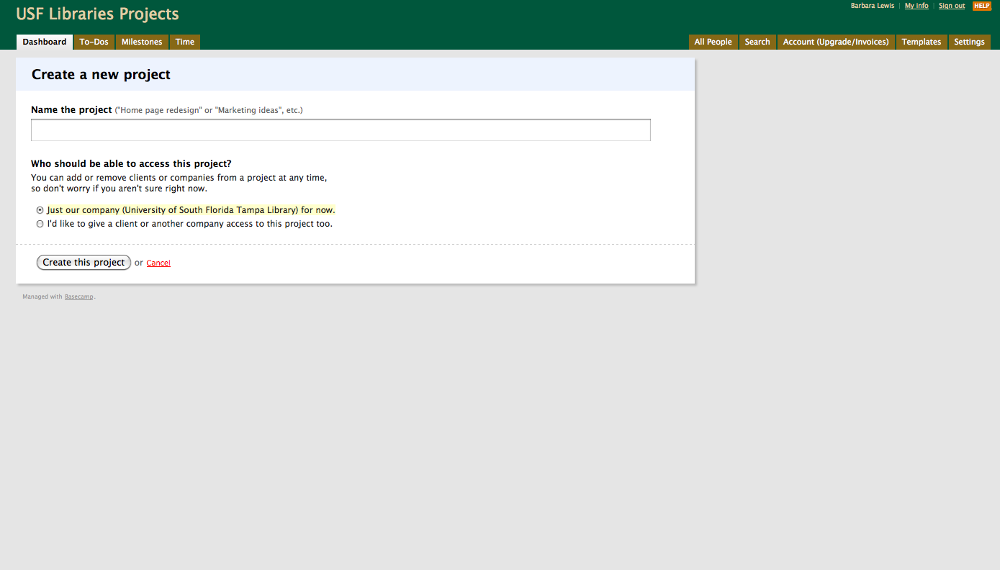 USF Libraries Projects
Barbara Lewis | My info | Sign out HELP
Dashboard To-Dos Milestones Time All People Search Account (Upgrade/Invoices) Templates Settings
Create a new project
Name the project ("Home page redesign" or "Marketing ideas", etc.)
Who should be able to access this project?
You can add or remove clients or companies from a project at any time,
so don't worry if you aren't sure right now.
Just our company (University of South Florida Tampa Library) for now.
I'd like to give a client or another company access to this project too.
Create this project or Cancel
Managed with Basecamp.